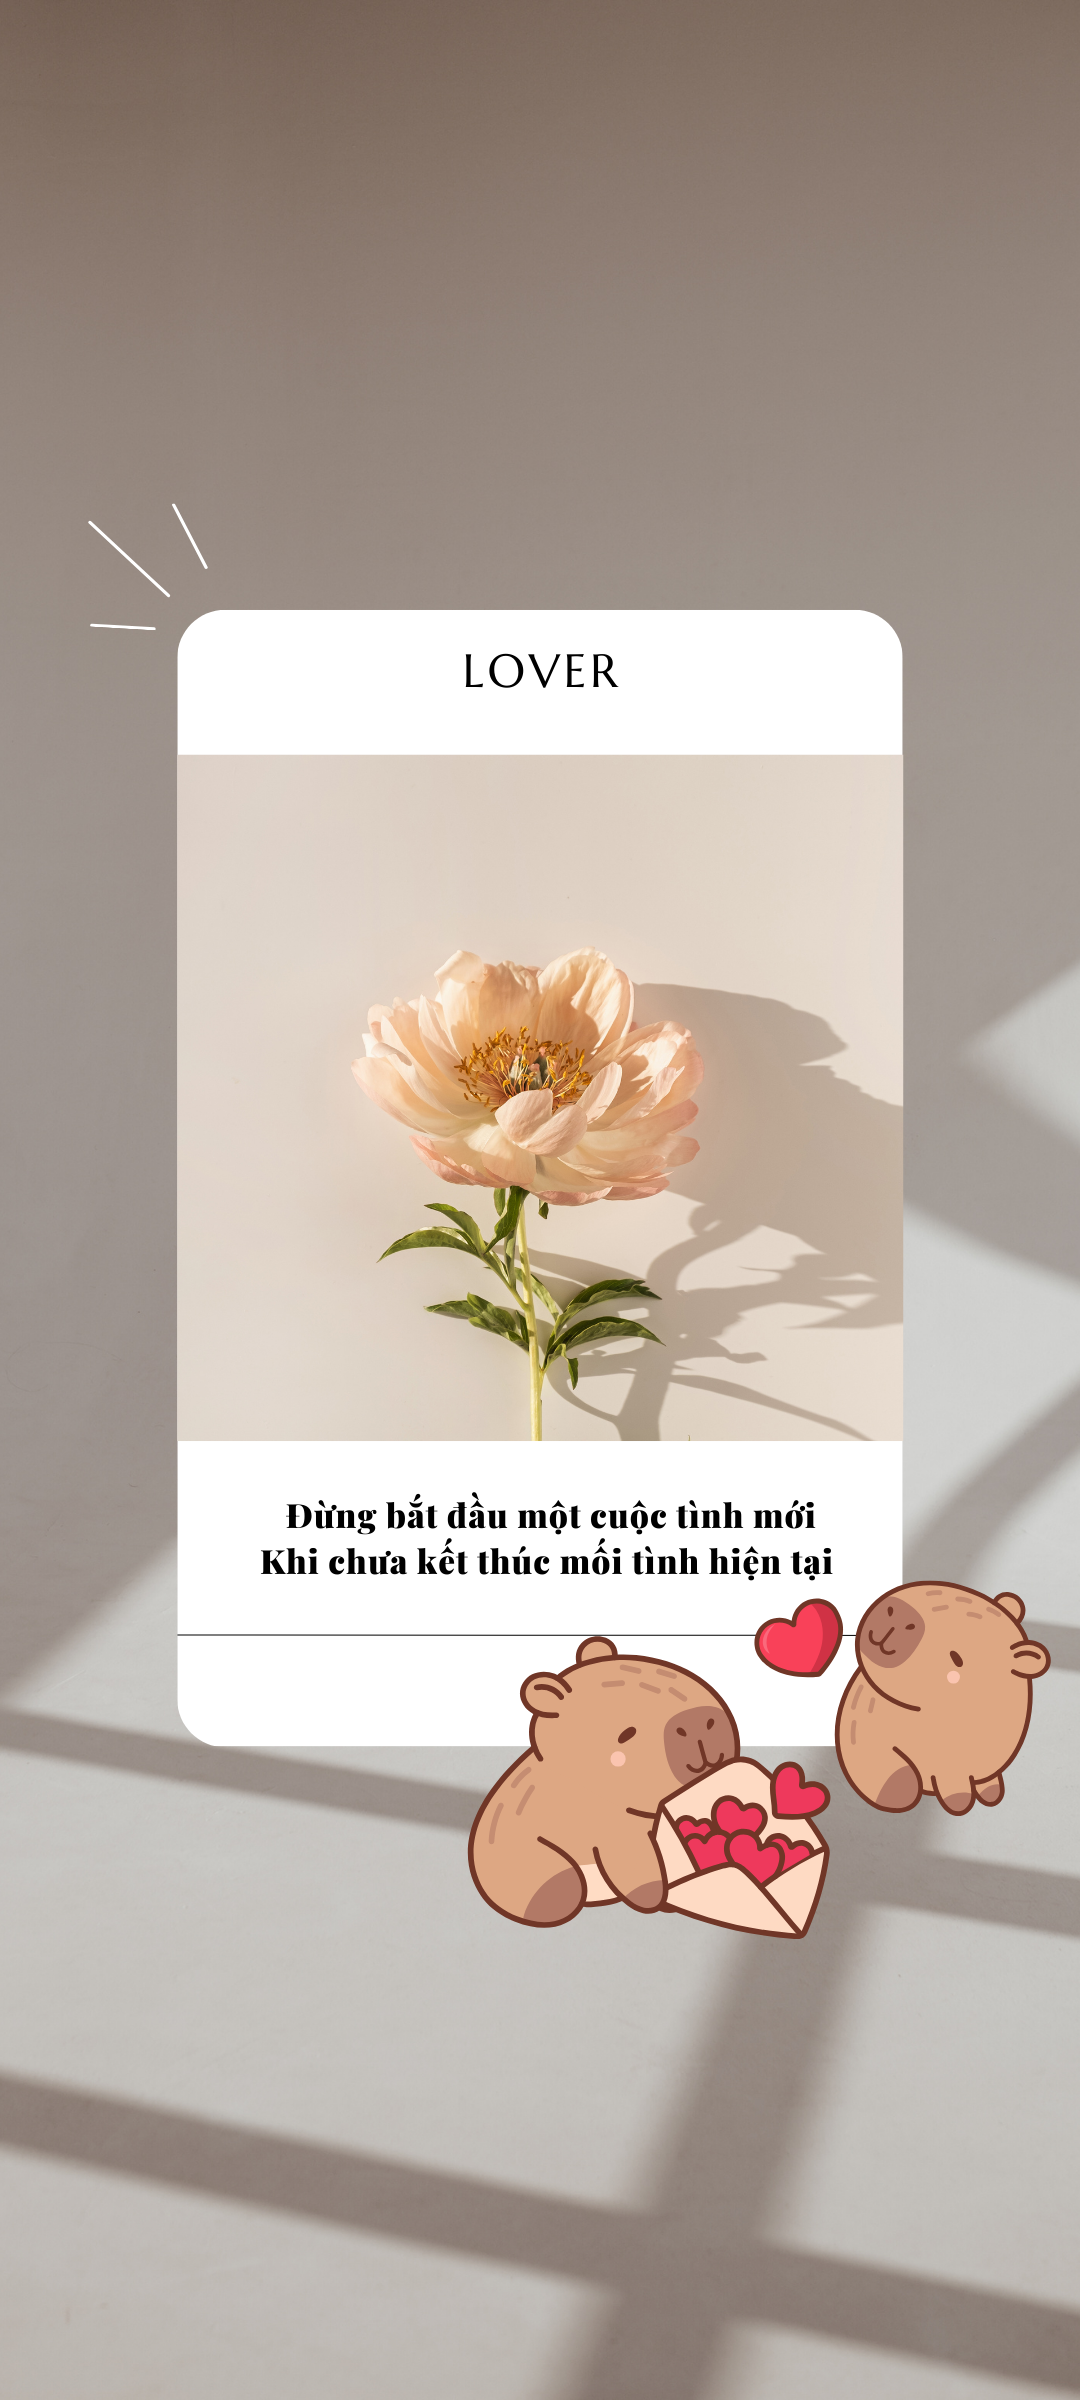 LOVER
Đừng bắt đầu một cuộc tình mới
Khi chưa kết thúc mối tình hiện tại